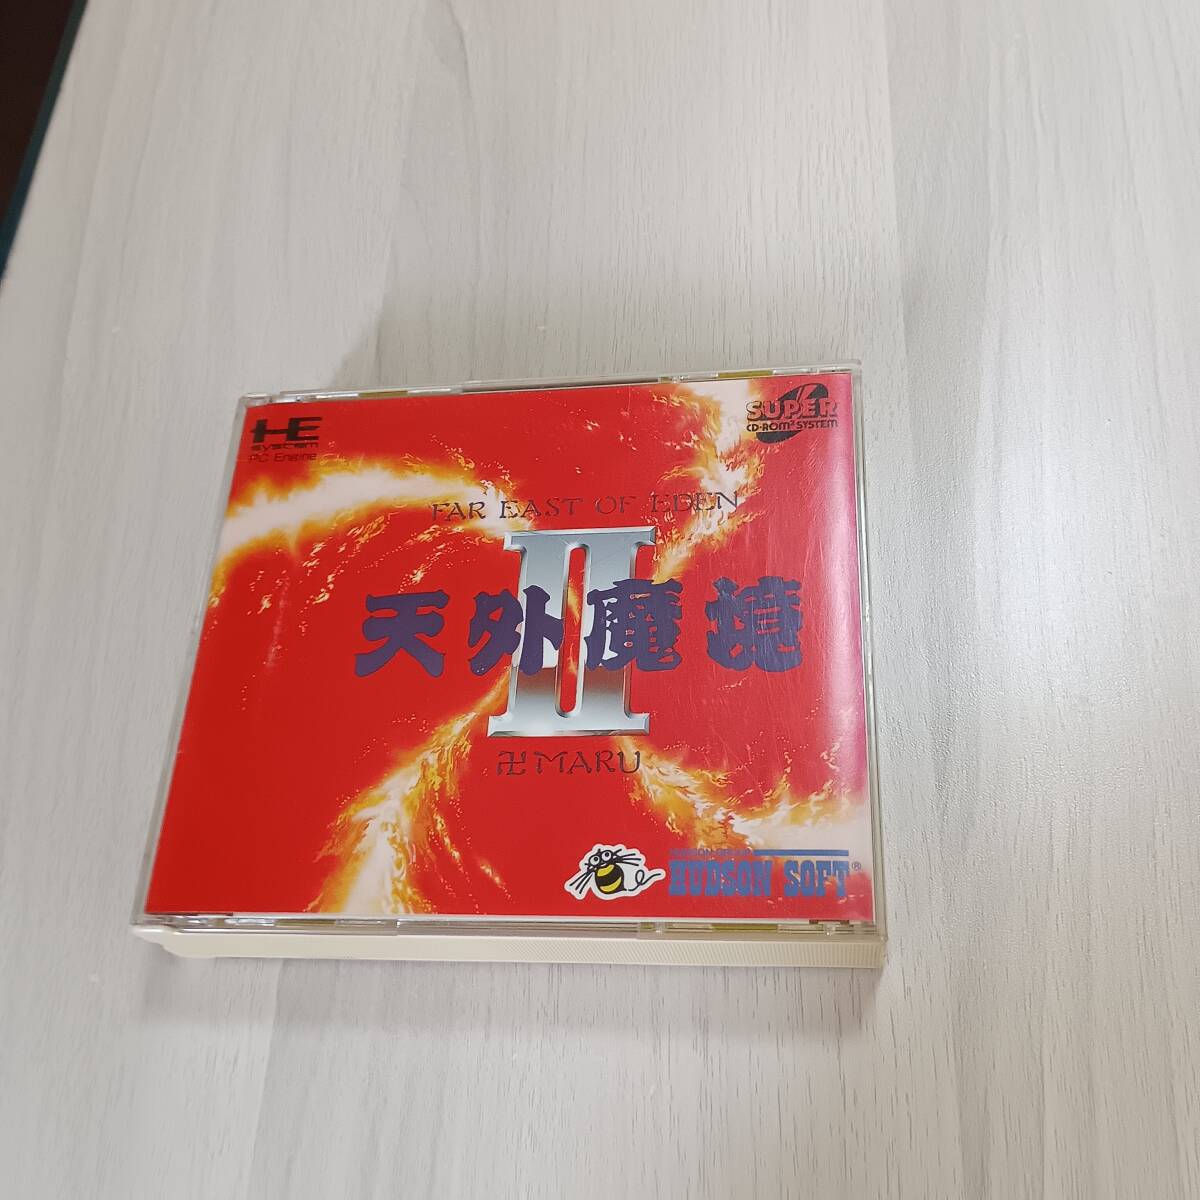 HE
system
PC Engine
SUPER
CD-ROM² SYSTEM
FAR EAST OF EDEN
II
天外魔境
卍MARU
HUDSON SOFT®